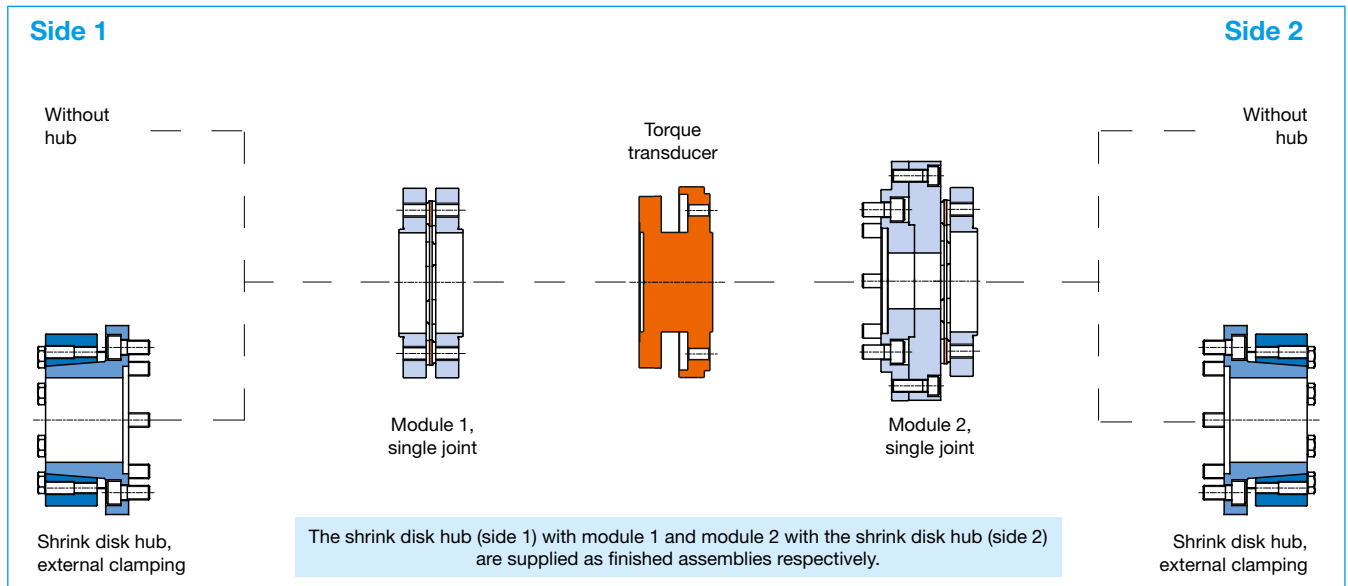 Side 1
Side 2
Without
hub
Without
hub
Torque
transducer
Module 1,
single joint
Module 2,
single joint
Shrink disk hub,
external clamping
The shrink disk hub (side 1) with module 1 and module 2 with the shrink disk hub (side 2)
are supplied as finished assemblies respectively.
Shrink disk hub,
external clamping